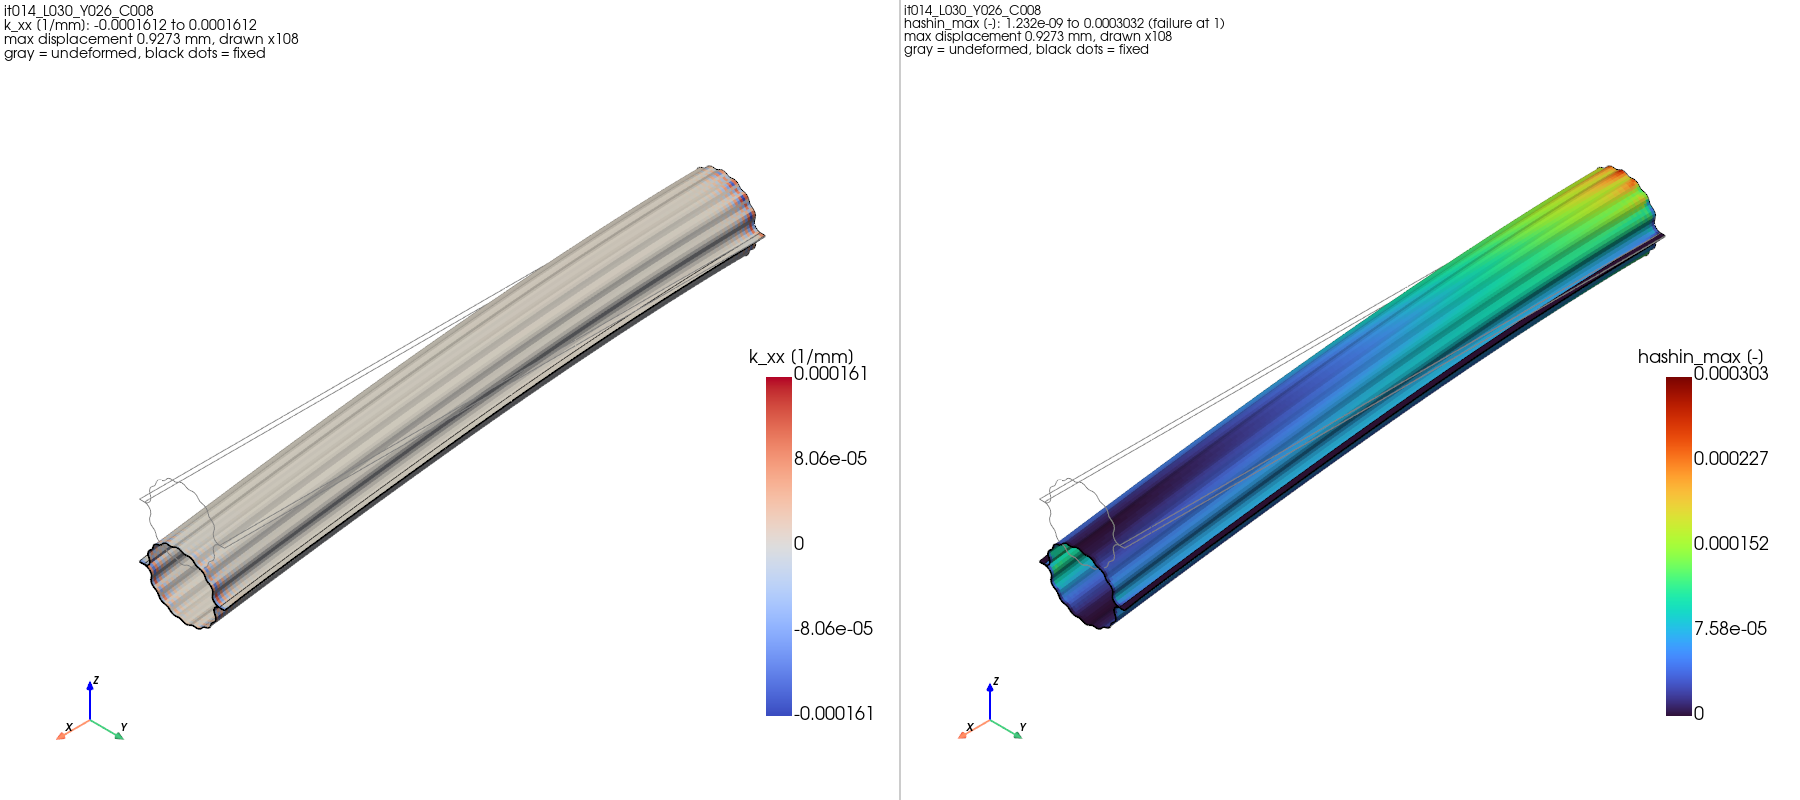 it014_L030_Y026_C008
k_xx [1/mm]: -0.0001612 to 0.0001612
max displacement 0.9273 mm, drawn x108
gray = undeformed, black dots = fixed
k_xx [1/mm]
0.000161
8.06e-05
0
-8.06e-05
-0.000161
Z
X
Y
it014_L030_Y026_C008
hashin_max [-]: 1.232e-09 to 0.0003032 (failure at 1)
max displacement 0.9273 mm, drawn x108
gray = undeformed, black dots = fixed
hashin_max [-]
0.000303
0.000227
0.000152
7.58e-05
0
Z
X
Y